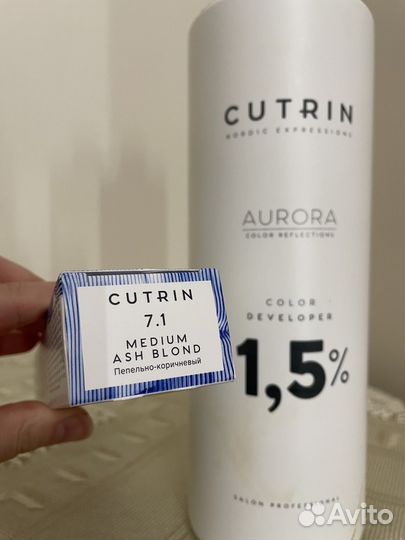 CUTRIN
NORDIC EXPRESSIONS
AURORA
COLOR REFLECTIONS
COLOR
DEVELOPER
1,5%
SALON PROFESSIONAL
CUTRIN
7.1
MEDIUM
ASH BLOND
Пепельно-коричневый
Avito